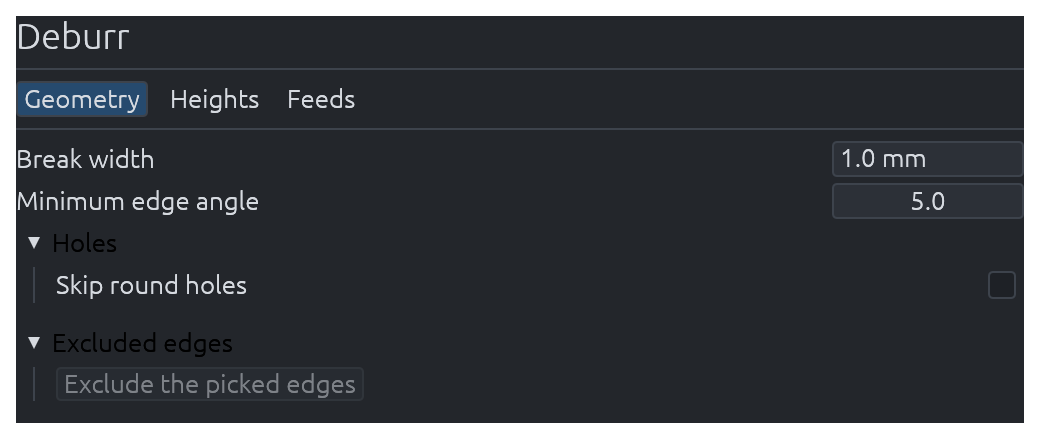 Deburr
Geometry Heights Feeds
Break width 1.0 mm
Minimum edge angle 5.0
Holes
Skip round holes
Excluded edges
Exclude the picked edges